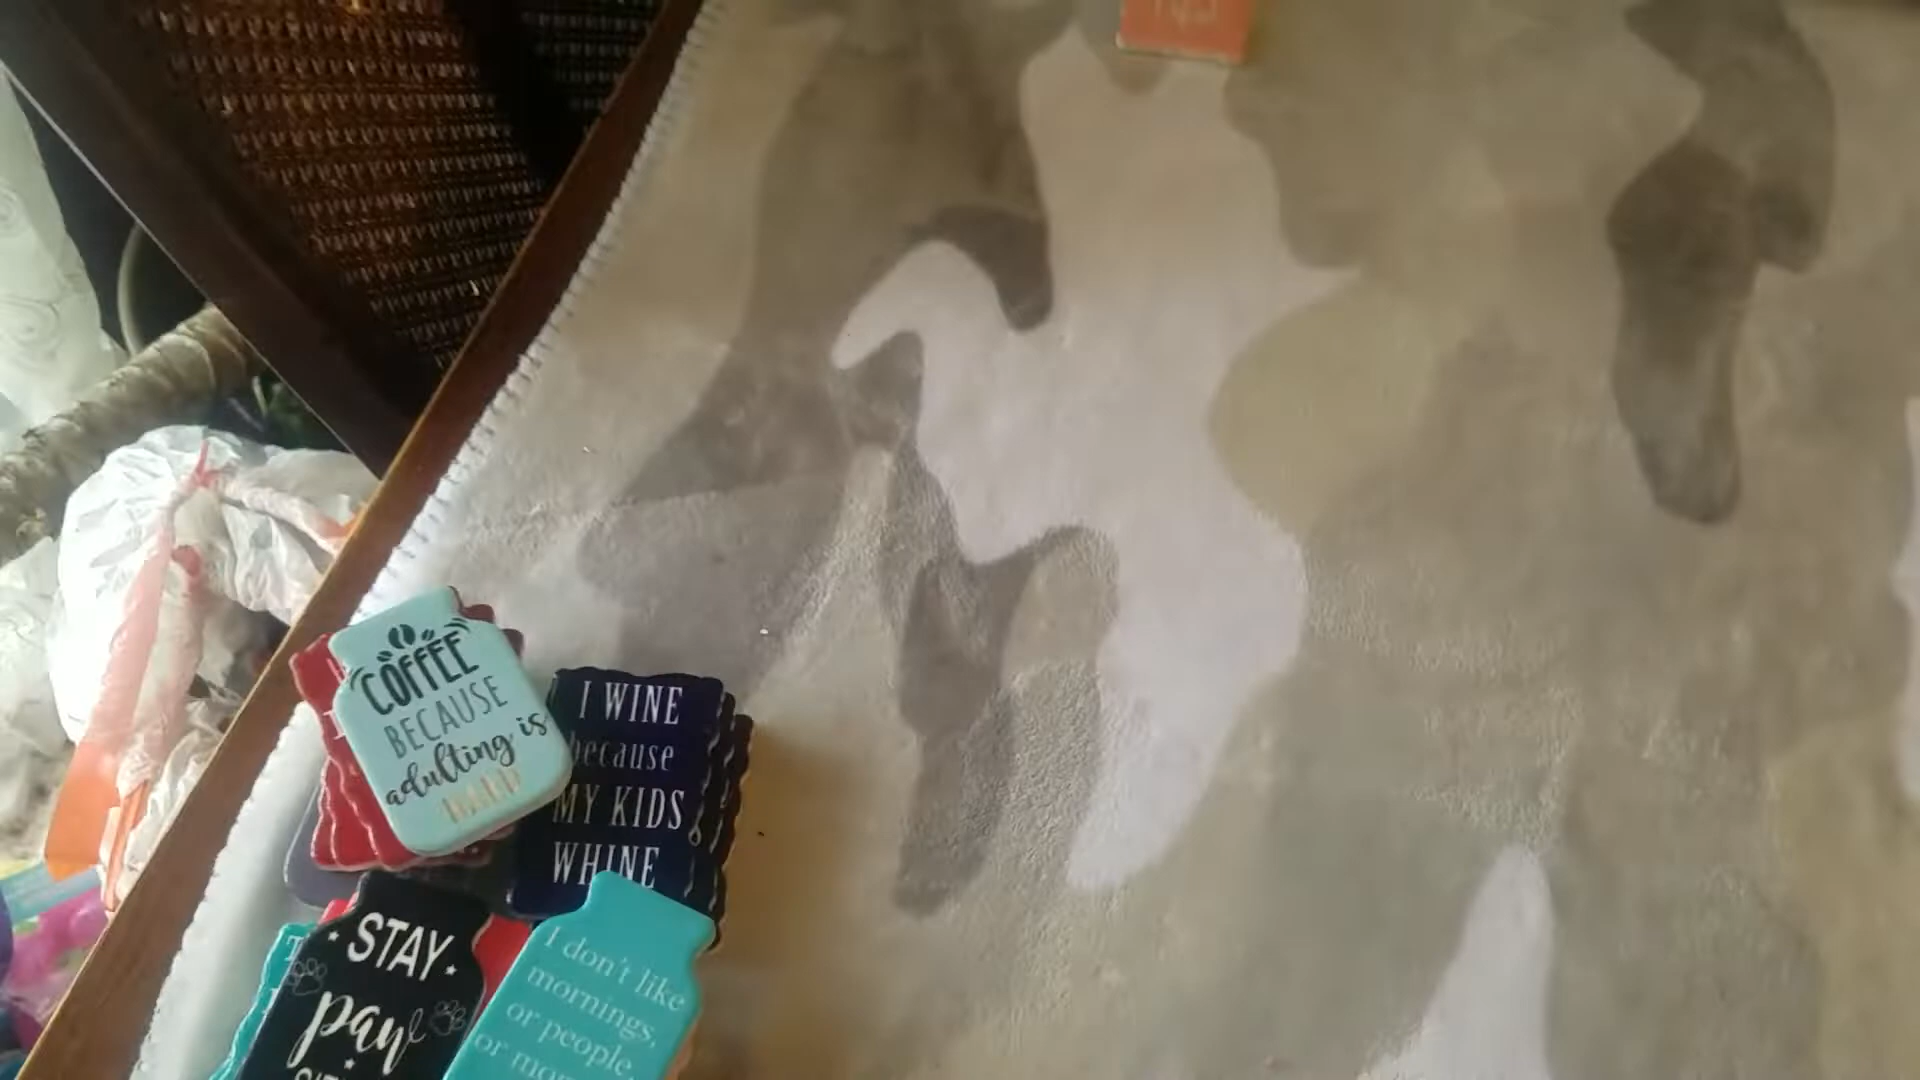 COFFEE
BECAUSE
adulting is
I WINE
because
MY KIDS
WHINE
STAY
paw
I don't like
mornings,
or people,